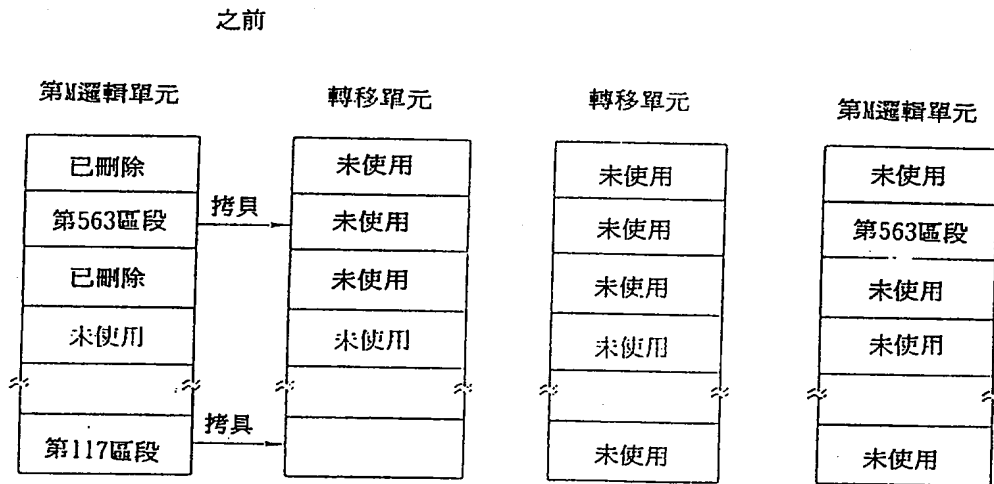 之前
第N邏輯單元
轉移單元
轉移單元
第N邏輯單元
已刪除
未使用
未使用
未使用
第563區段
拷貝
未使用
未使用
第563區段
已刪除
未使用
未使用
未使用
未使用
未使用
未使用
未使用
第117區段
拷貝
未使用
未使用